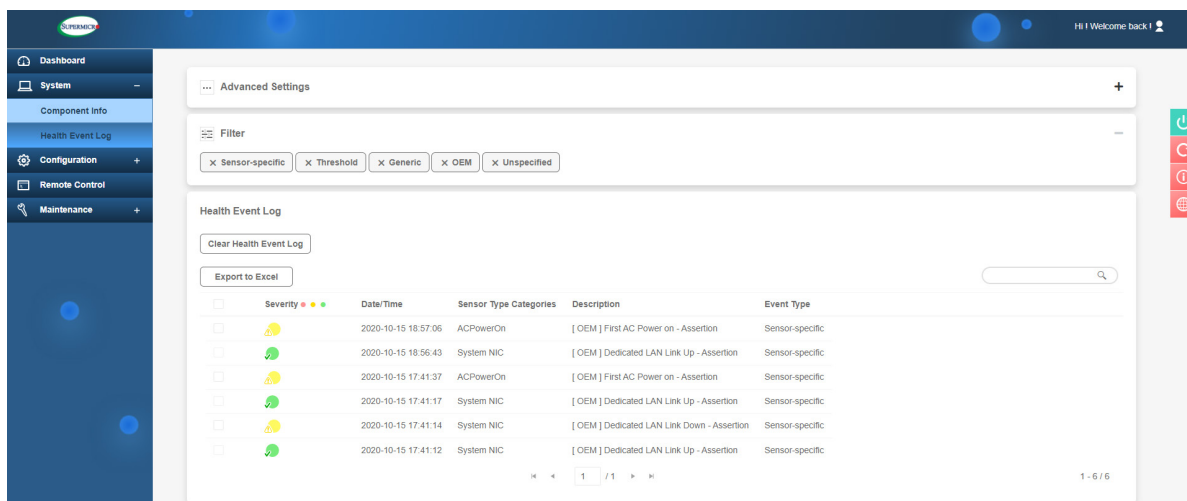 SUPERMICR
Hi ! Welcome back !
Dashboard
System −
Component Info
Health Event Log
Configuration +
Remote Control
Maintenance +
... Advanced Settings +
Filter −
× Sensor-specific × Threshold × Generic × OEM × Unspecified
Health Event Log
Clear Health Event Log
Export to Excel
Severity Date/Time Sensor Type Categories Description Event Type
2020-10-15 18:57:06 ACPowerOn [ OEM ] First AC Power on - Assertion Sensor-specific
2020-10-15 18:56:43 System NIC [ OEM ] Dedicated LAN Link Up - Assertion Sensor-specific
2020-10-15 17:41:37 ACPowerOn [ OEM ] First AC Power on - Assertion Sensor-specific
2020-10-15 17:41:17 System NIC [ OEM ] Dedicated LAN Link Up - Assertion Sensor-specific
2020-10-15 17:41:14 System NIC [ OEM ] Dedicated LAN Link Down - Assertion Sensor-specific
2020-10-15 17:41:12 System NIC [ OEM ] Dedicated LAN Link Up - Assertion Sensor-specific
1 / 1 1 - 6 / 6